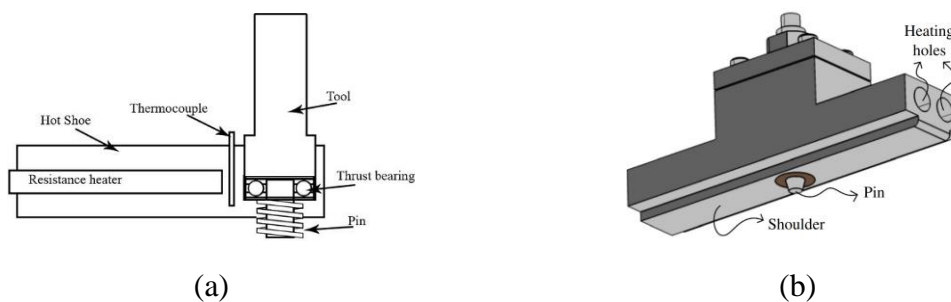 Tool
Thermocouple
Hot Shoe
Resistance heater
Thrust bearing
Pin
(a)
Heating
holes
Pin
Shoulder
(b)